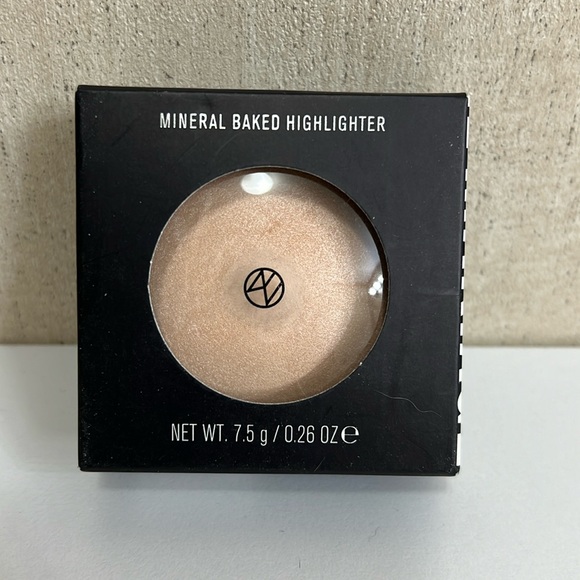 MINERAL BAKED HIGHLIGHTER
NET WT. 7.5 g / 0.26 OZ ℮